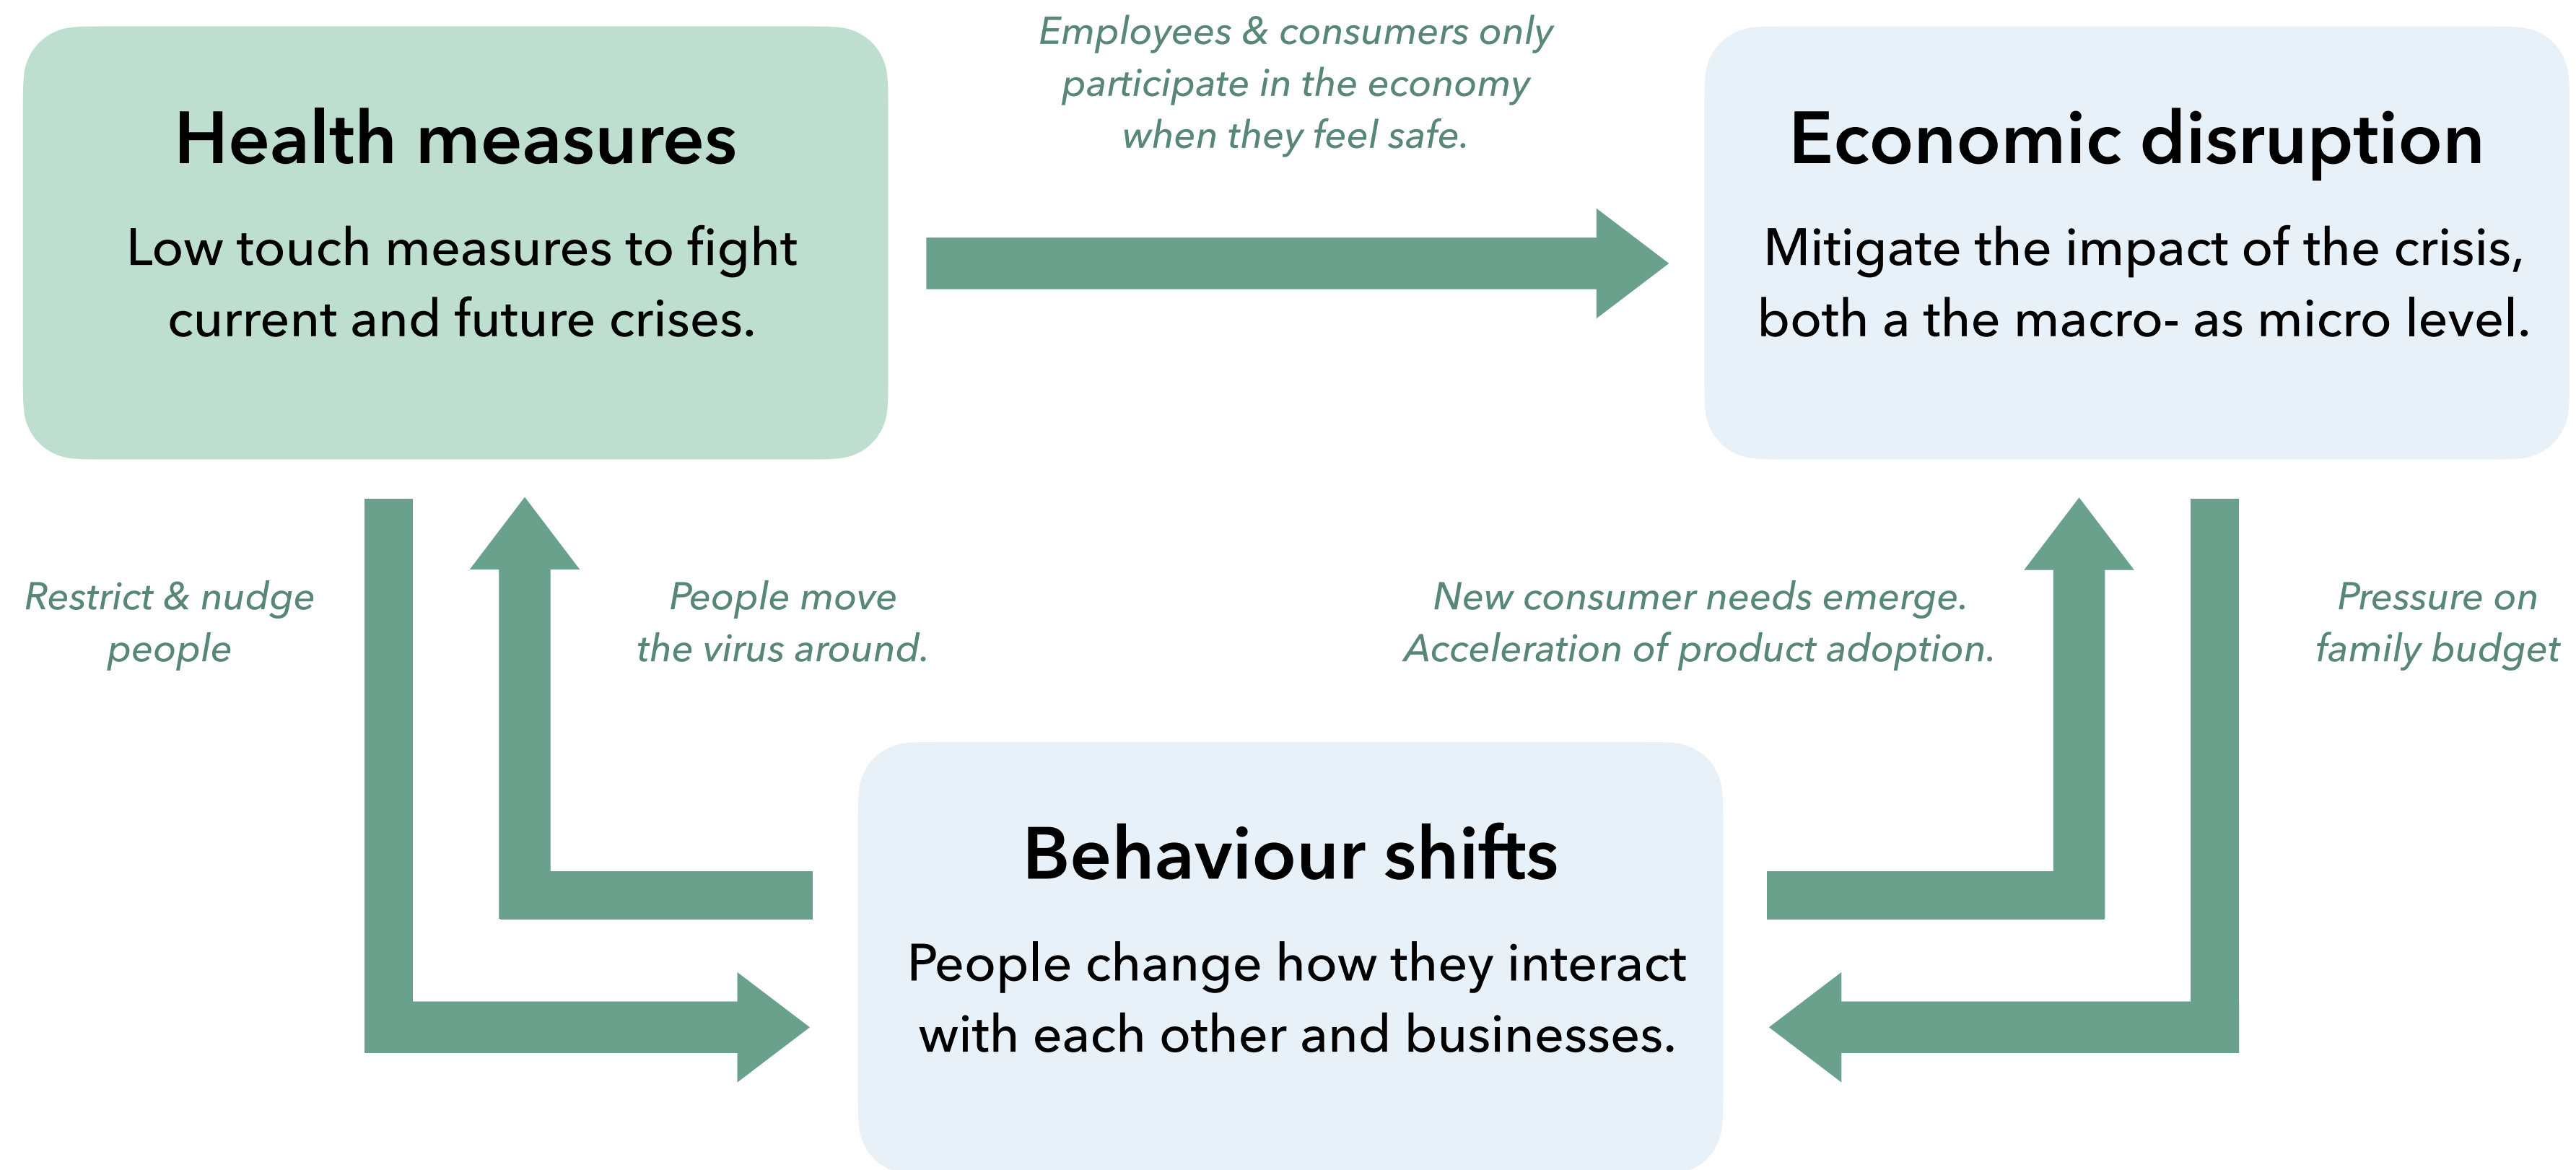 Employees & consumers only
participate in the economy
when they feel safe.
Health measures
Low touch measures to fight
current and future crises.
Economic disruption
Mitigate the impact of the crisis,
both a the macro- as micro level.
Restrict & nudge
people
People move
the virus around.
New consumer needs emerge.
Acceleration of product adoption.
Pressure on
family budget
Behaviour shifts
People change how they interact
with each other and businesses.